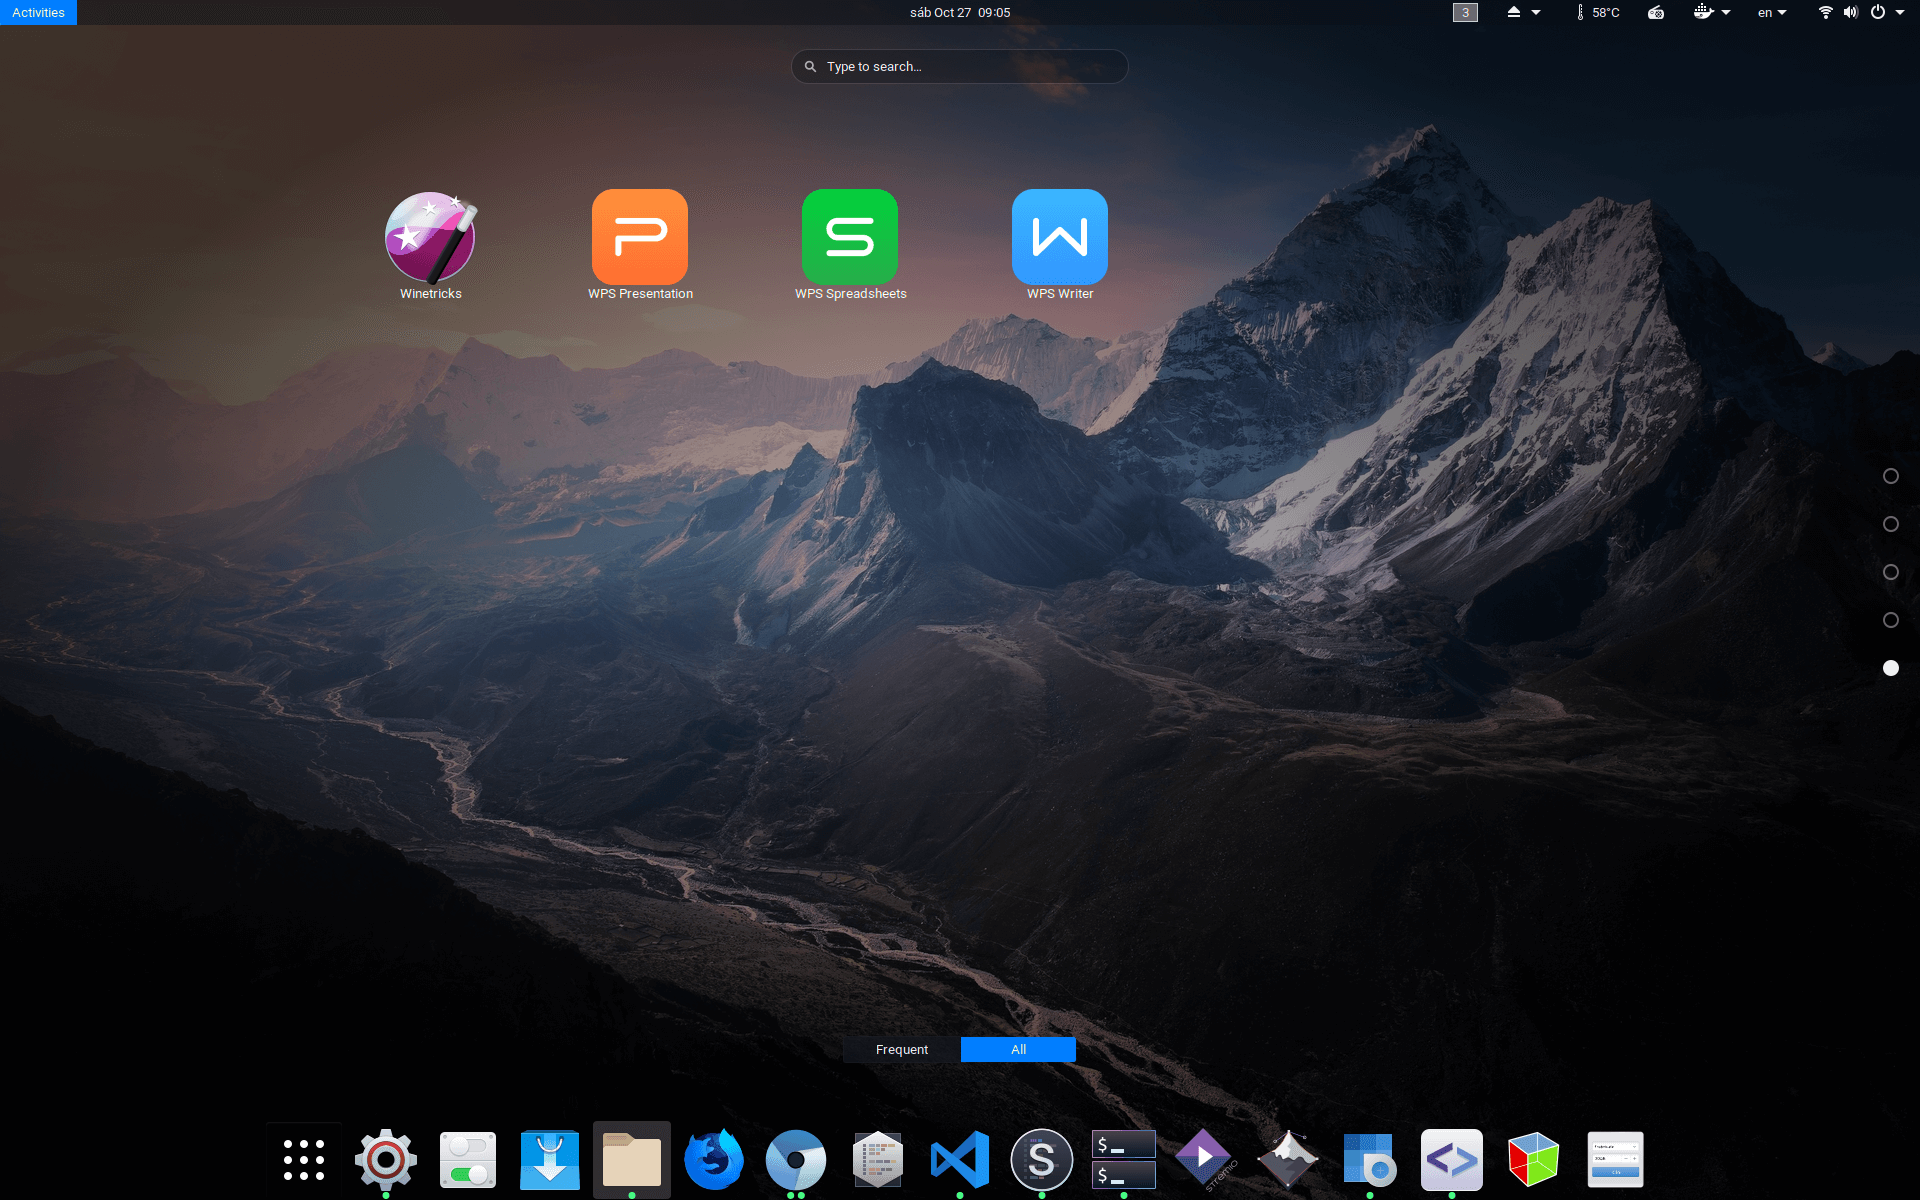 Activities
sáb Oct 27 09:05
3
58°C
en
Type to search…
Winetricks
WPS Presentation
WPS Spreadsheets
WPS Writer
Frequent
All
S
$ _
$ _
stremio